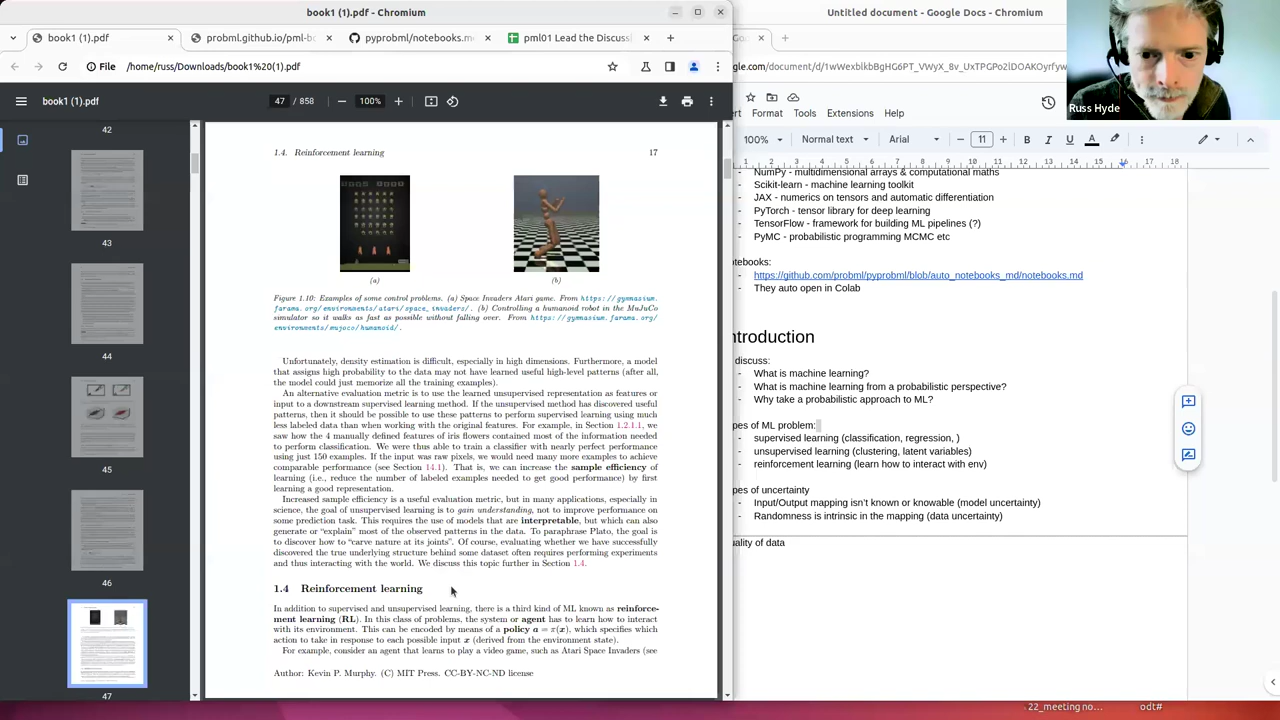 book1 (1).pdf - Chromium
Untitled document - Google Docs - Chromium
book1 (1).pdf
probml.github.io/pml-bo
pyprobml/notebooks.m
pml01 Lead the Discuss
File
/home/russ/Downloads/book1%20(1).pdf
gle.com/document/d/1wWexblkbBgHG6PT_VWyX_8v_UxTPGPo2lDOAKOyrfyw
book1 (1).pdf
47 / 858
100%
Format Tools Extensions Help
Russ Hyde
100% Normal text Arial 11
1 2 3 4 5 6 7 8 9 10 11 12 13 14 15 16 17 18
42
43
44
45
46
47
1.4. Reinforcement learning 17
(a) (b)
Figure 1.10: Examples of some control problems. (a) Space Invaders Atari game. From https://gymnasium.
farama.org/environments/atari/space_invaders/. (b) Controlling a humanoid robot in the MuJuCo
simulator so it walks as fast as possible without falling over. From https://gymnasium.farama.org/
environments/mujoco/humanoid/.
Unfortunately, density estimation is difficult, especially in high dimensions. Furthermore, a model
that assigns high probability to the data may not have learned useful high-level patterns (after all,
the model could just memorize all the training examples).
An alternative evaluation metric is to use the learned unsupervised representation as features or
input to a downstream supervised learning method. If the unsupervised method has discovered useful
patterns, then it should be possible to use these patterns to perform supervised learning using much
less labeled data than when working with the original features. For example, in Section 1.2.1.1, we
saw how the 4 manually defined features of iris flowers contained most of the information needed
to perform classification. We were thus able to train a classifier with nearly perfect performance
using just 150 examples. If the input was raw pixels, we would need many more examples to achieve
comparable performance (see Section 14.1). That is, we can increase the sample efficiency of
learning (i.e., reduce the number of labeled examples needed to get good performance) by first
learning a good representation.
Increased sample efficiency is a useful evaluation metric, but in many applications, especially in
science, the goal of unsupervised learning is to gain understanding, not to improve performance on
some prediction task. This requires the use of models that are interpretable, but which can also
generate or “explain” most of the observed patterns in the data. To paraphrase Plato, the goal is
to discover how to “carve nature at its joints”. Of course, evaluating whether we have successfully
discovered the true underlying structure behind some dataset often requires performing experiments
and thus interacting with the world. We discuss this topic further in Section 1.4.
1.4 Reinforcement learning
In addition to supervised and unsupervised learning, there is a third kind of ML known as reinforce-
ment learning (RL). In this class of problems, the system or agent has to learn how to interact
with its environment. This can be encoded by means of a policy a = π(x), which specifies which
action to take in response to each possible input x (derived from the environment state).
For example, consider an agent that learns to play a video game, such as Atari Space Invaders (see
Author: Kevin P. Murphy. (C) MIT Press. CC-BY-NC-ND license
NumPy - multidimensional arrays & computational maths
- Scikit-learn - machine learning toolkit
- JAX - numerics on tensors and automatic differentiation
- PyTorch - tensor library for deep learning
- TensorFlow - framework for building ML pipelines (?)
- PyMC - probabilistic programming MCMC etc
otebooks:
- https://github.com/probml/pyprobml/blob/auto_notebooks_md/notebooks.md
- They auto open in Colab
ntroduction
discuss:
- What is machine learning?
- What is machine learning from a probabilistic perspective?
- Why take a probabilistic approach to ML?
pes of ML problem:
- supervised learning (classification, regression, )
- unsupervised learning (clustering, latent variables)
- reinforcement learning (learn how to interact with env)
pes of uncertainty
- Input/Output mapping isn’t known or knowable (model uncertainty)
- Randomness is intrinsic in the mapping (data uncertainty)
uality of data
22_meeting no... odt#